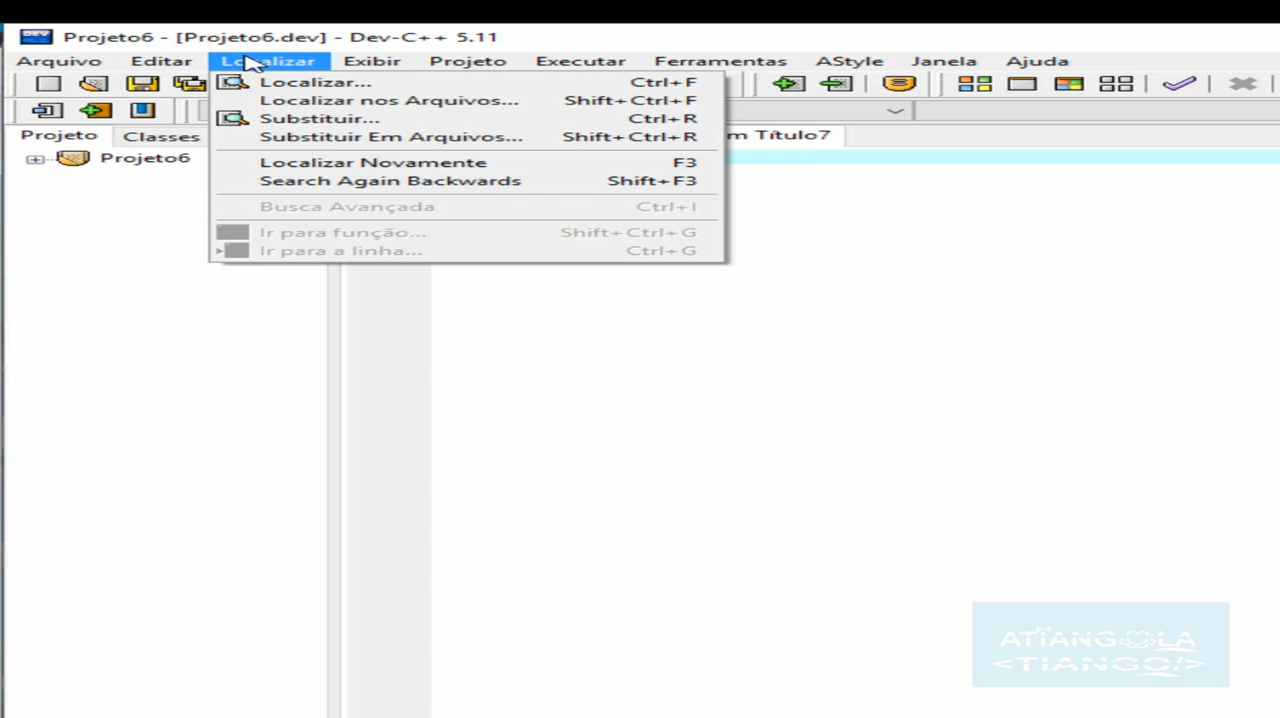 Projeto6 - [Projeto6.dev] - Dev-C++ 5.11
Arquivo Editar Localizar Exibir Projeto Executar Ferramentas AStyle Janela Ajuda
Localizar... Ctrl+F
Localizar nos Arquivos... Shift+Ctrl+F
Substituir... Ctrl+R
Substituir Em Arquivos... Shift+Ctrl+R
Localizar Novamente F3
Search Again Backwards Shift+F3
Busca Avançada Ctrl+I
Ir para função... Shift+Ctrl+G
Ir para a linha... Ctrl+G
Projeto Classes m Título7
Projeto6
ATIANGOLA
<TIANGO/>